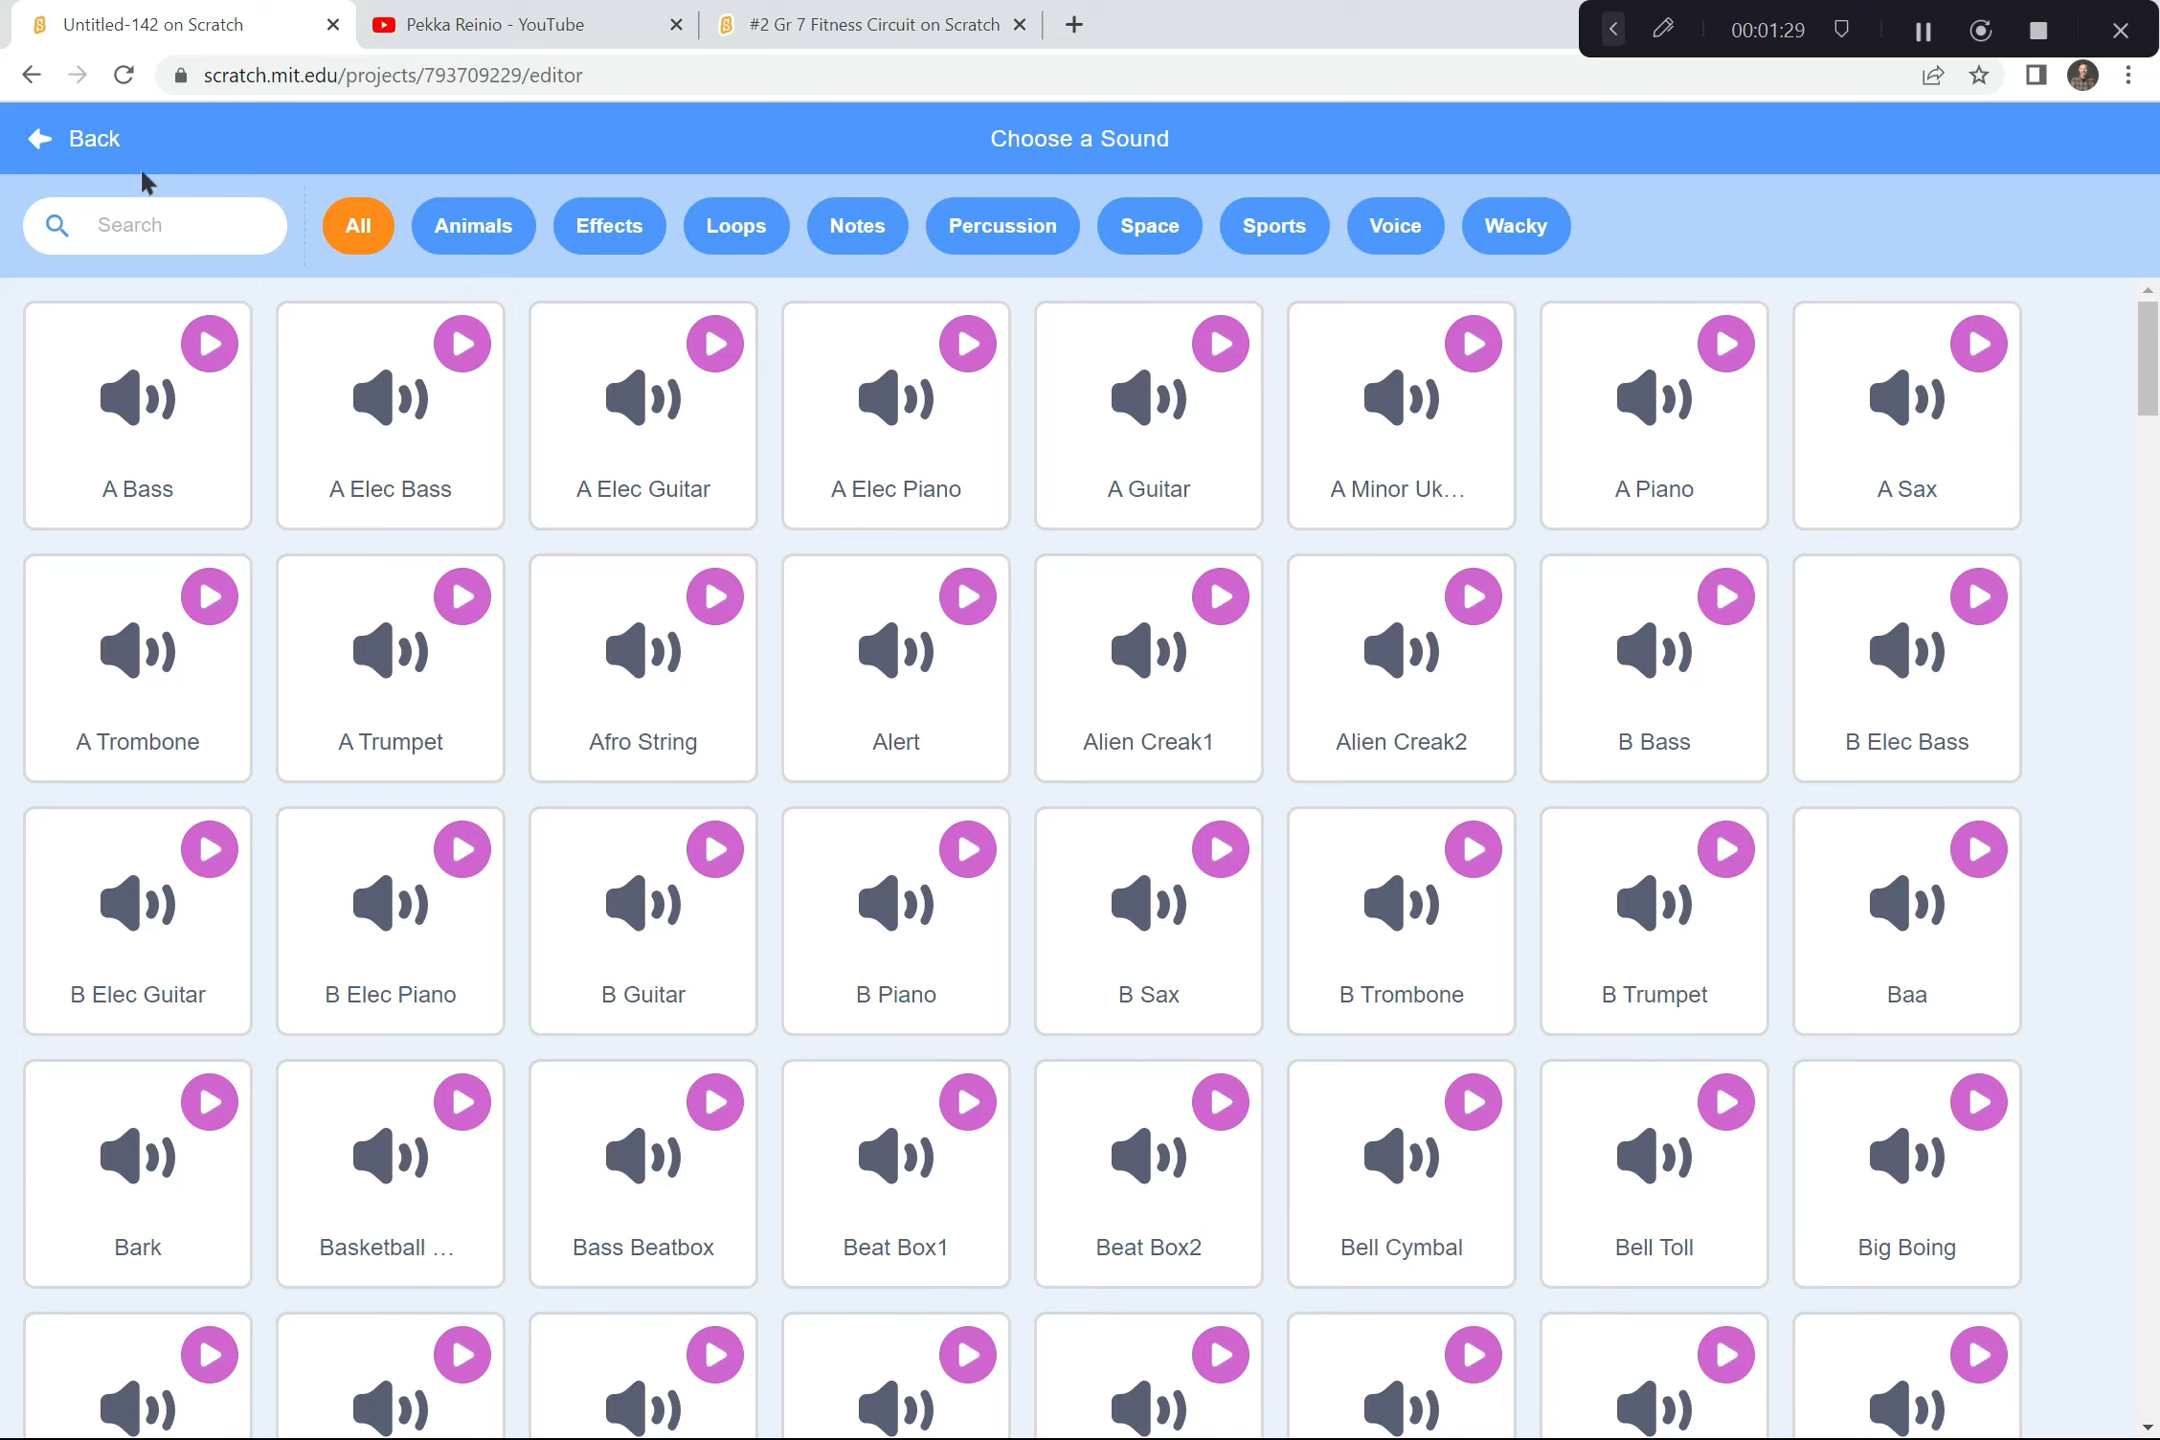 Untitled-142 on Scratch
Pekka Reinio - YouTube
#2 Gr 7 Fitness Circuit on Scratch
00:01:29
scratch.mit.edu/projects/793709229/editor
Back
Choose a Sound
Search
All
Animals
Effects
Loops
Notes
Percussion
Space
Sports
Voice
Wacky
A Bass
A Elec Bass
A Elec Guitar
A Elec Piano
A Guitar
A Minor Uk...
A Piano
A Sax
A Trombone
A Trumpet
Afro String
Alert
Alien Creak1
Alien Creak2
B Bass
B Elec Bass
B Elec Guitar
B Elec Piano
B Guitar
B Piano
B Sax
B Trombone
B Trumpet
Baa
Bark
Basketball ...
Bass Beatbox
Beat Box1
Beat Box2
Bell Cymbal
Bell Toll
Big Boing